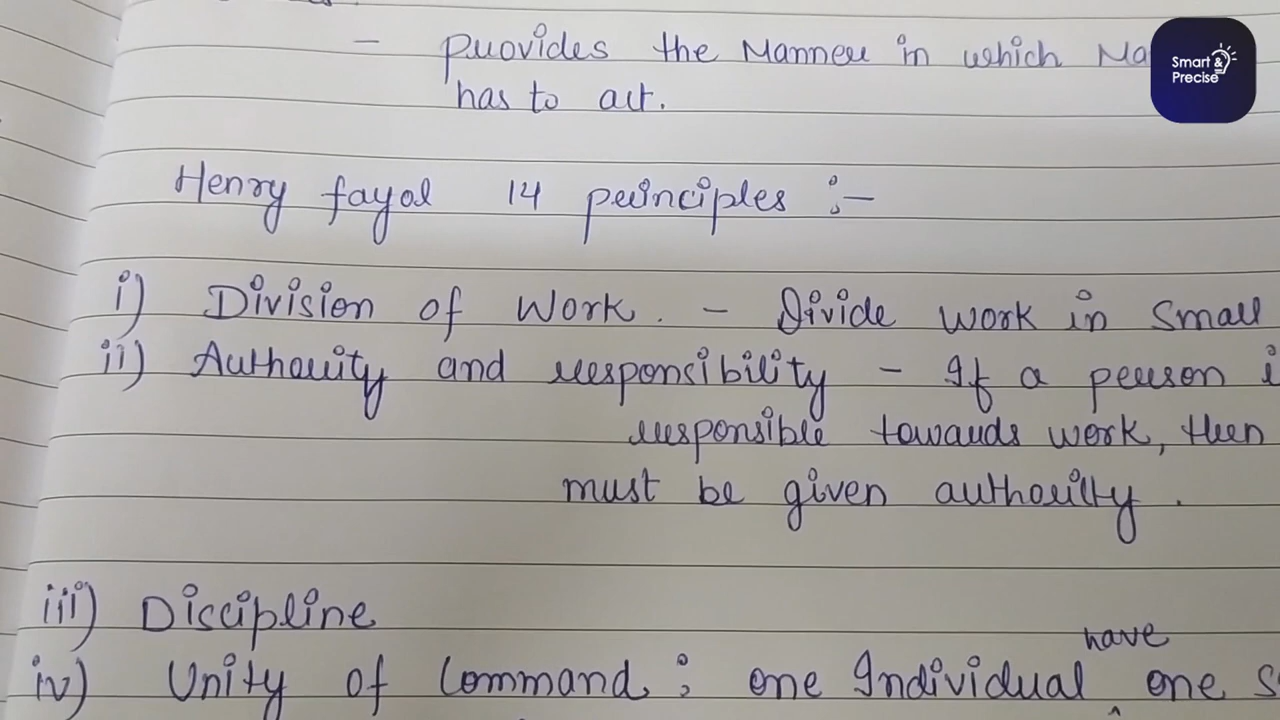 - provides the Manner in which Ma
has to act.
Smart &
Precise
Henry fayol 14 principles :-
i) Division of Work. - Divide work in small
ii) Authority and responsibility - If a person i
responsible towards work, then
must be given authority.
iii) Discipline
have
iv) Unity of Command ; one Individual one s